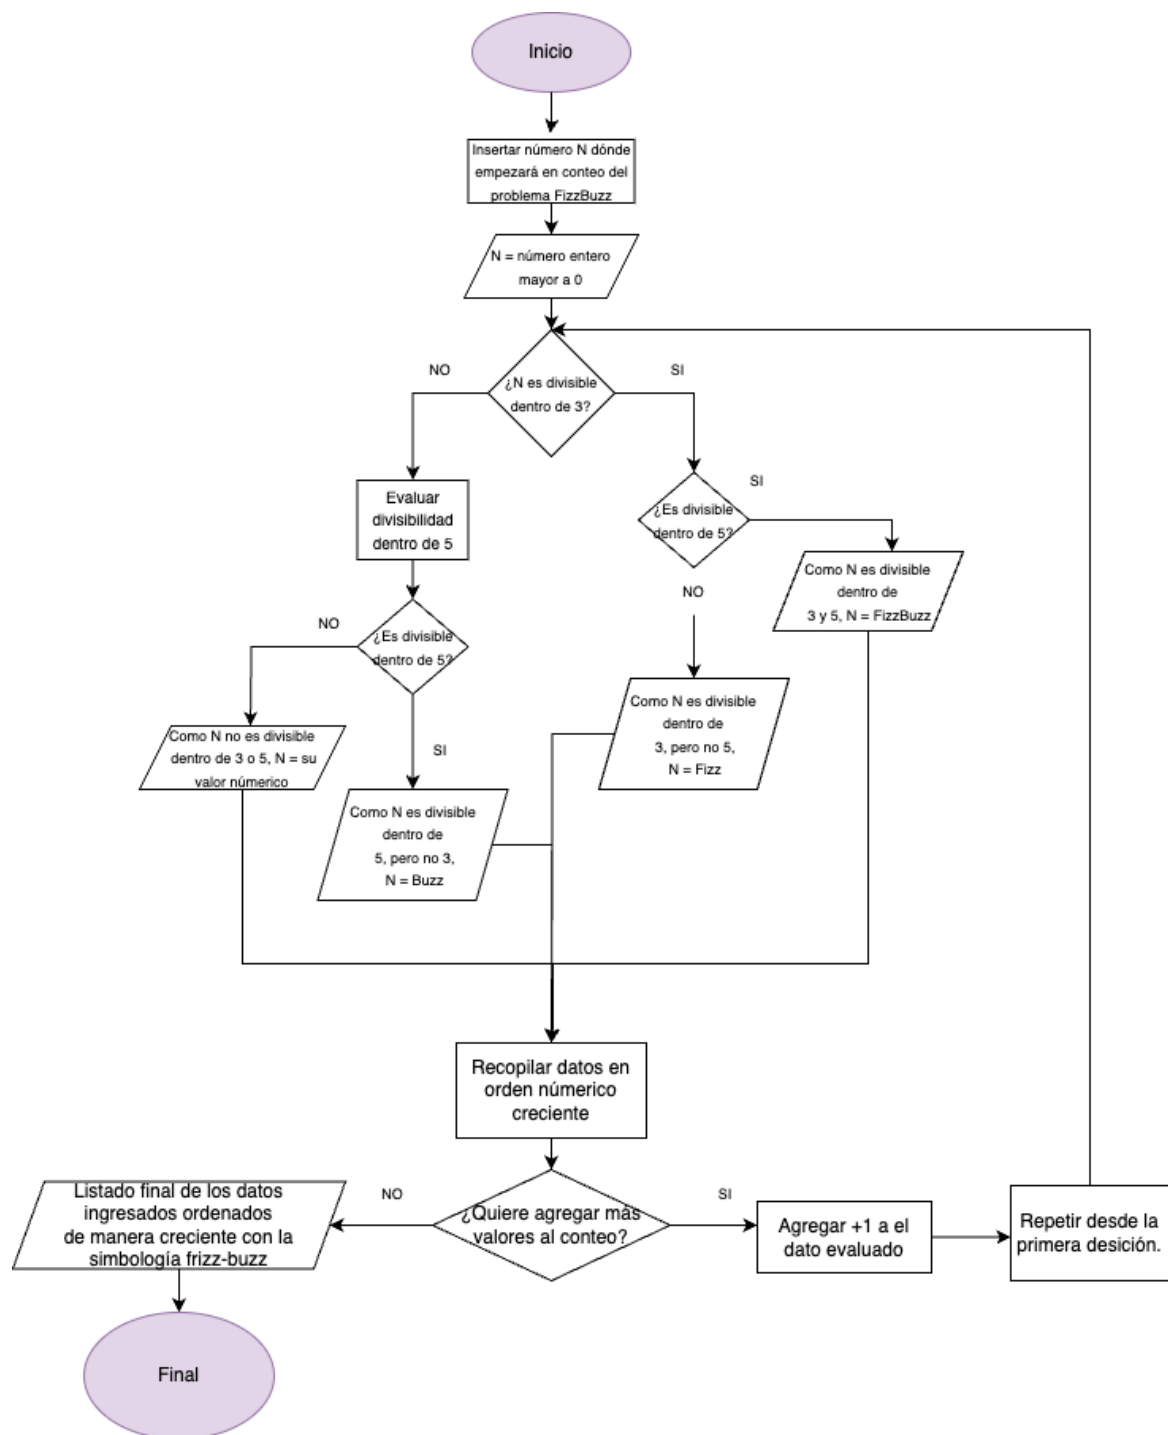 Inicio
Insertar número N dónde
empezará en conteo del
problema FizzBuzz
N = número entero
mayor a 0
NO
SI
¿N es divisible
dentro de 3?
Evaluar
divisibilidad
dentro de 5
SI
¿Es divisible
dentro de 5?
NO
Como N es divisible
dentro de
3 y 5, N = FizzBuzz
NO
¿Es divisible
dentro de 5?
Como N es divisible
dentro de
3, pero no 5,
N = Fizz
Como N no es divisible
dentro de 3 o 5, N = su
valor númerico
SI
Como N es divisible
dentro de
5, pero no 3,
N = Buzz
Recopilar datos en
orden númerico
creciente
NO
SI
¿Quiere agregar más
valores al conteo?
Listado final de los datos
ingresados ordenados
de manera creciente con la
simbología frizz-buzz
Agregar +1 a el
dato evaluado
Repetir desde la
primera desición.
Final